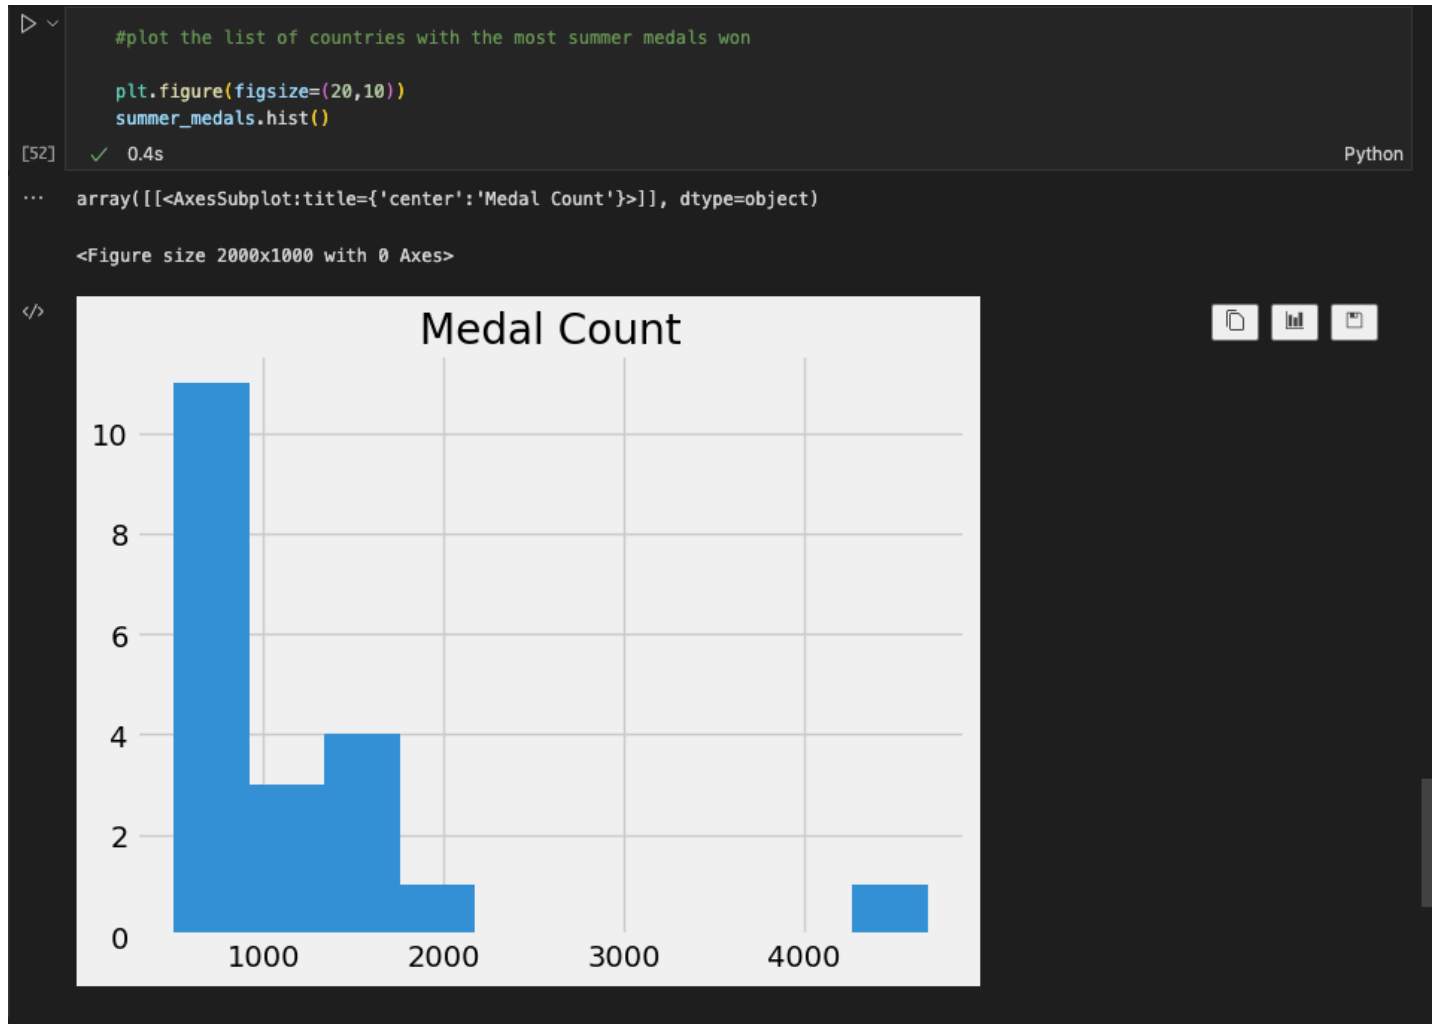 #plot the list of countries with the most summer medals won
plt.figure(figsize=(20,10))
summer_medals.hist()
[52]
0.4s
Python
...
array([[<AxesSubplot:title={'center':'Medal Count'}>]], dtype=object)
<Figure size 2000x1000 with 0 Axes>
</>
Medal Count
10
8
6
4
2
0
1000 2000 3000 4000